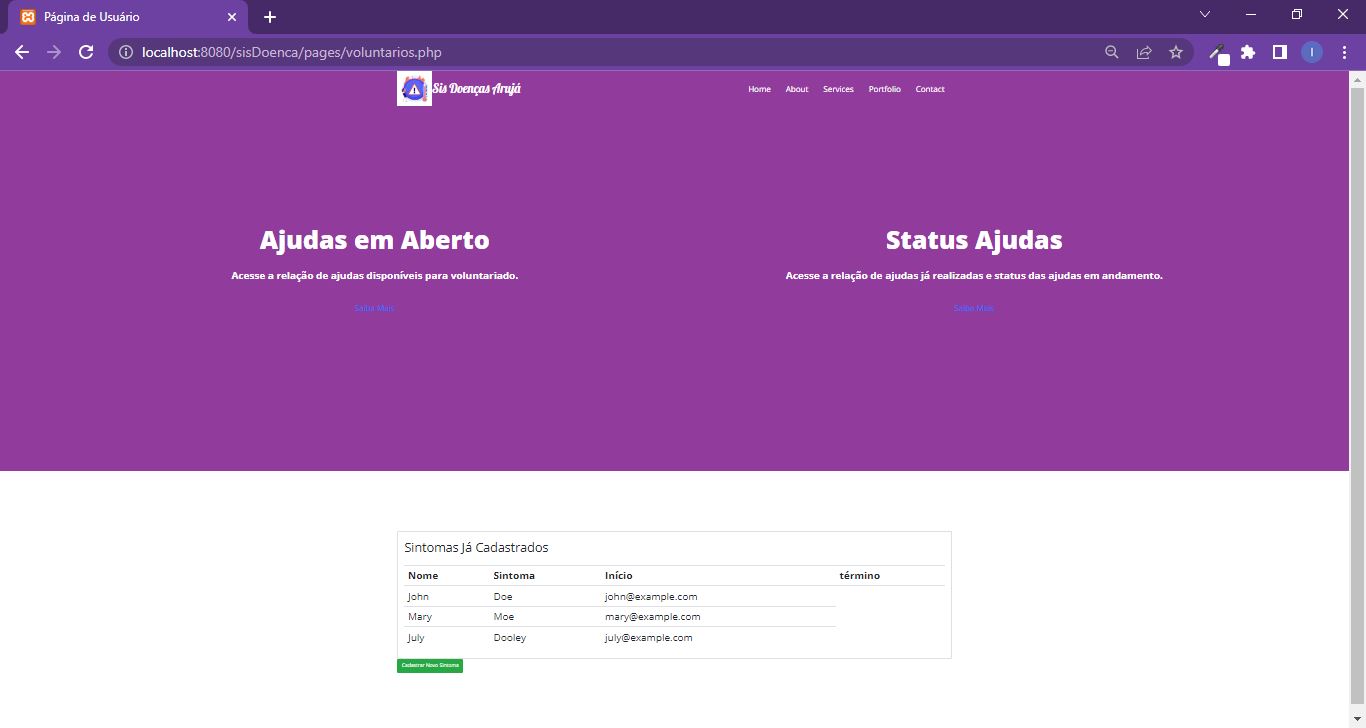 Página de Usuário
localhost:8080/sisDoenca/pages/voluntarios.php
I
Sis Doenças Arujá
Home About Services Portfolio Contact
Ajudas em Aberto
Acesse a relação de ajudas disponíveis para voluntariado.
Saiba Mais
Status Ajudas
Acesse a relação de ajudas já realizadas e status das ajudas em andamento.
Saiba Mais
Sintomas Já Cadastrados
Nome Sintoma Início término
John Doe john@example.com
Mary Moe mary@example.com
July Dooley july@example.com
Cadastrar Novo Sintoma